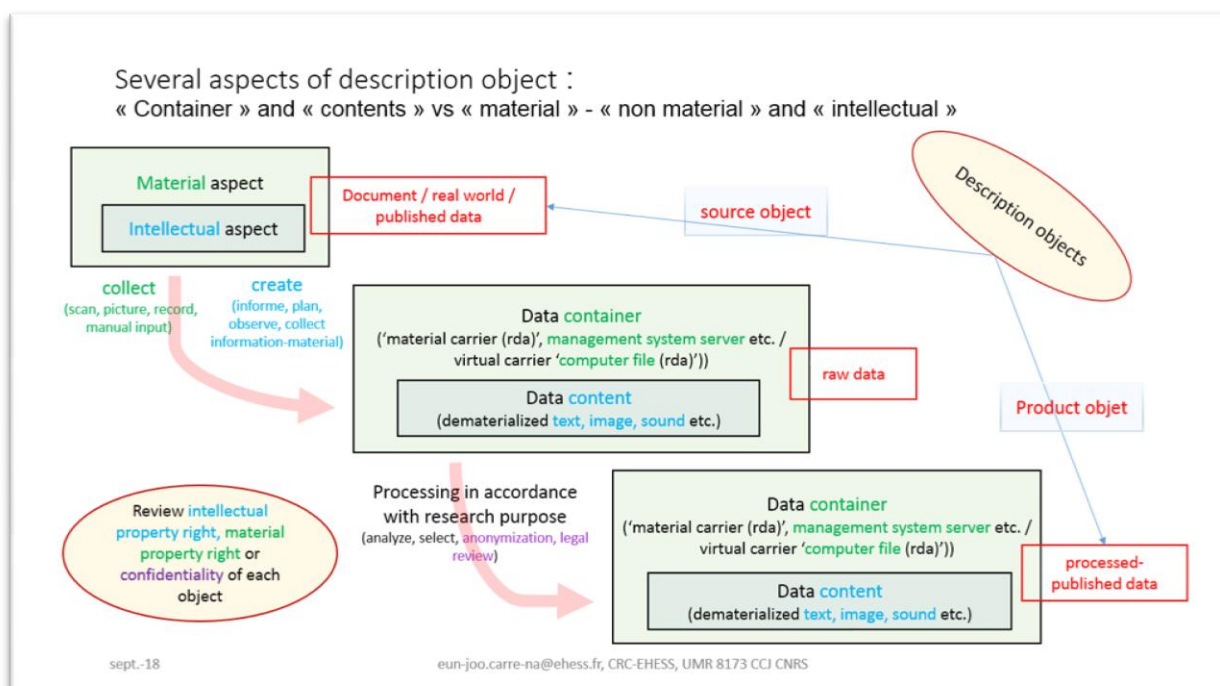 Several aspects of description object :
« Container » and « contents » vs « material » - « non material » and « intellectual »
Material aspect
Intellectual aspect
Document / real world /
published data
source object
Description objects
collect
(scan, picture, record,
manual input)
create
(informe, plan,
observe, collect
information-material)
Data container
(‘material carrier (rda)’, management system server etc. /
virtual carrier ‘computer file (rda)’))
Data content
(dematerialized text, image, sound etc.)
raw data
Product objet
Processing in accordance
with research purpose
(analyze, select, anonymization, legal
review)
Review intellectual
property right, material
property right or
confidentiality of each
object
Data container
(‘material carrier (rda)’, management system server etc. /
virtual carrier ‘computer file (rda)’))
Data content
(dematerialized text, image, sound etc.)
processed-
published data
sept.-18
eun-joo.carre-na@ehess.fr, CRC-EHESS, UMR 8173 CCJ CNRS